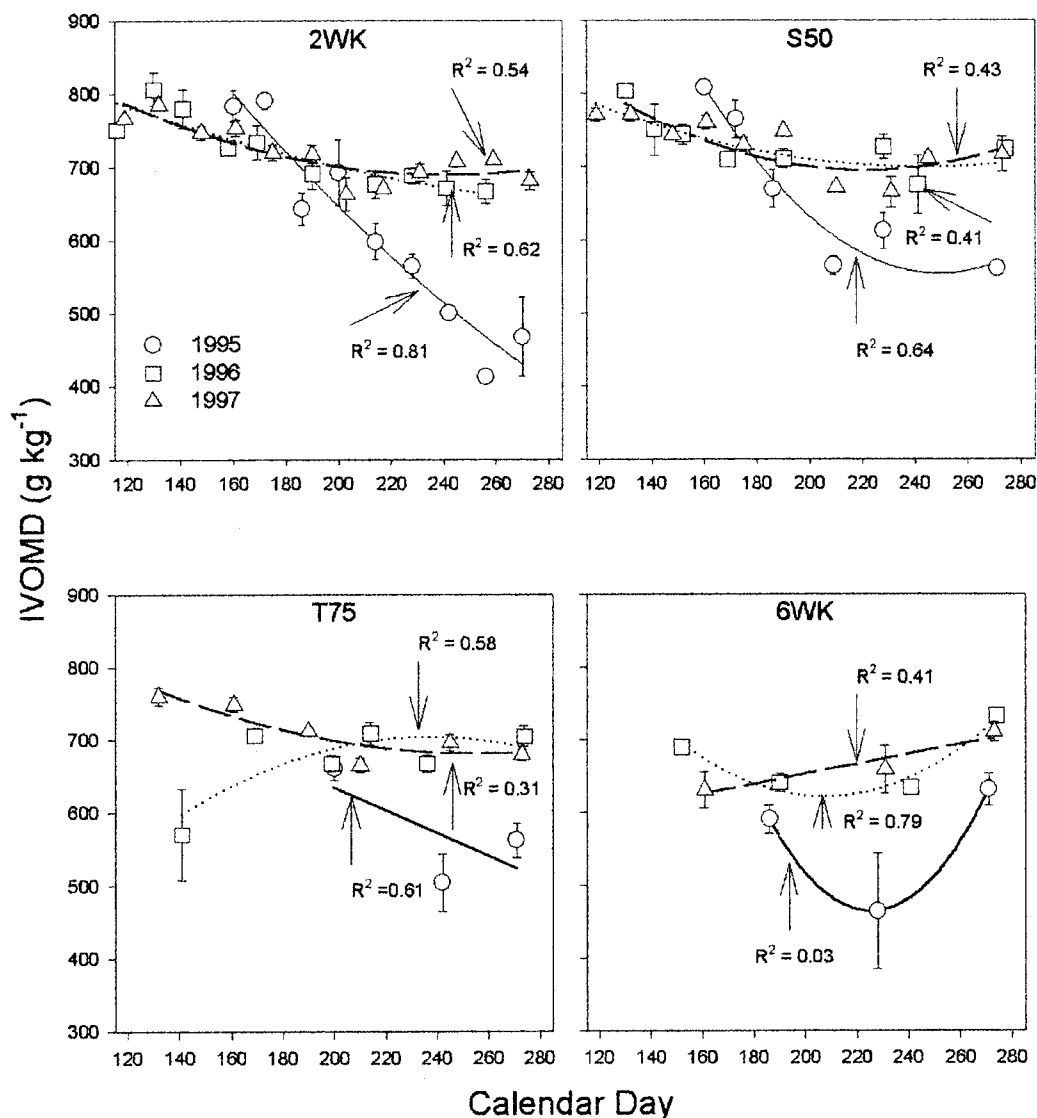 IVOMD (g kg⁻¹)
2WK
900
800
700
600
500
400
300
R² = 0.54
R² = 0.62
R² = 0.81
1995
1996
1997
120 140 160 180 200 220 240 260 280
S50
R² = 0.43
R² = 0.41
R² = 0.64
120 140 160 180 200 220 240 260 280
T75
900
800
700
600
500
400
300
R² = 0.58
R² = 0.31
R² =0.61
120 140 160 180 200 220 240 260 280
6WK
R² = 0.41
R² = 0.79
R² = 0.03
120 140 160 180 200 220 240 260 280
Calendar Day